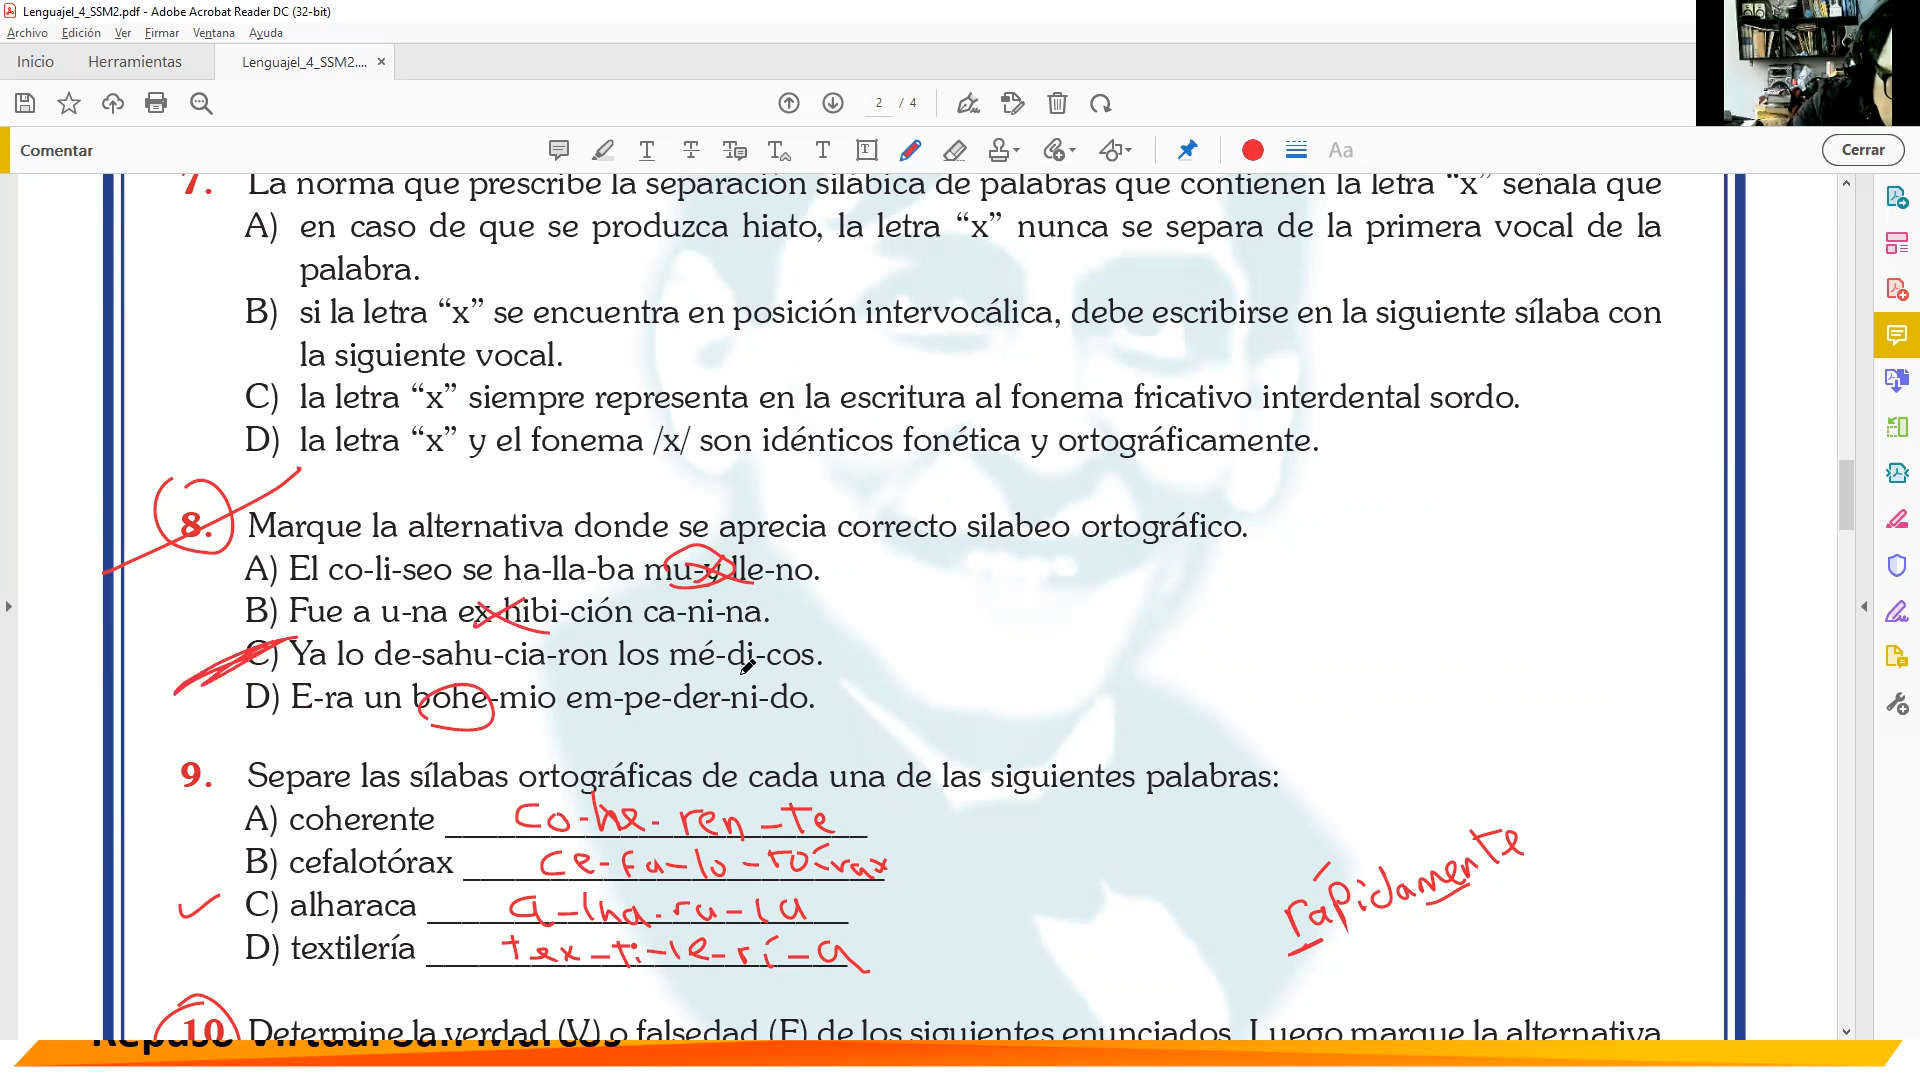 Lenguajel_4_SSM2.pdf - Adobe Acrobat Reader DC (32-bit)
Archivo Edición Ver Firmar Ventana Ayuda
Inicio Herramientas Lenguajel_4_SSM2.... ×
2 / 4
Comentar Aa Cerrar
7. La norma que prescribe la separación silábica de palabras que contienen la letra “x” señala que
A) en caso de que se produzca hiato, la letra “x” nunca se separa de la primera vocal de la
palabra.
B) si la letra “x” se encuentra en posición intervocálica, debe escribirse en la siguiente sílaba con
la siguiente vocal.
C) la letra “x” siempre representa en la escritura al fonema fricativo interdental sordo.
D) la letra “x” y el fonema /x/ son idénticos fonética y ortográficamente.
8. Marque la alternativa donde se aprecia correcto silabeo ortográfico.
A) El co-li-seo se ha-lla-ba mu-y lle-no.
B) Fue a u-na ex-hibi-ción ca-ni-na.
C) Ya lo de-sahu-cia-ron los mé-di-cos.
D) E-ra un bohe-mio em-pe-der-ni-do.
9. Separe las sílabas ortográficas de cada una de las siguientes palabras:
A) coherente co-he-ren-te
B) cefalotórax ce-fa-lo-tó-rax
C) alharaca
D) textilería tex-ti-le-rí-a
rápidamente
10. Determine la verdad (V) o falsedad (F) de los siguientes enunciados. Luego marque la alternativa
Repaso Virtual San Marcos